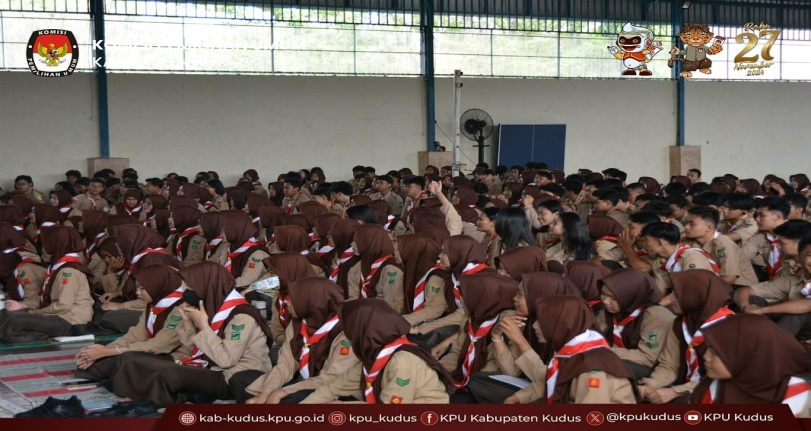 KOMISI
PEMILIHAN UMUM
Rabu
27
November
2024
kab-kudus.kpu.go.id kpu_kudus KPU Kabupaten Kudus @kpukudus KPU Kudus